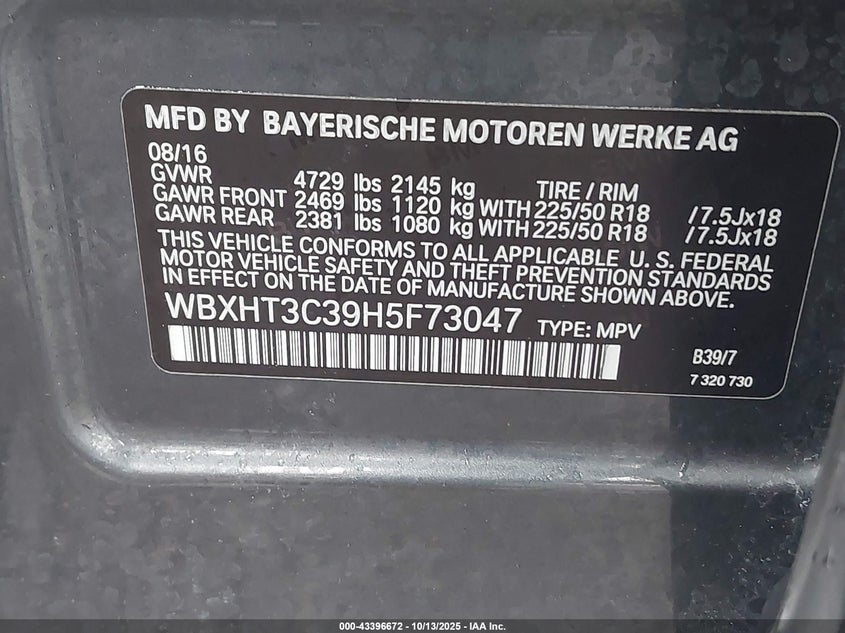 MFD BY BAYERISCHE MOTOREN WERKE AG
08/16
GVWR 4729 lbs 2145 kg TIRE / RIM
GAWR FRONT 2469 lbs 1120 kg WITH 225/50 R18 /7.5Jx18
GAWR REAR 2381 lbs 1080 kg WITH 225/50 R18 /7.5Jx18
THIS VEHICLE CONFORMS TO ALL APPLICABLE U. S. FEDERAL
MOTOR VEHICLE SAFETY AND THEFT PREVENTION STANDARDS
IN EFFECT ON THE DATE OF MANUFACTURE SHOWN ABOVE.
WBXHT3C39H5F73047 TYPE: MPV
B39/7
7 320 730
000-43396672 - 10/13/2025 - IAA Inc.